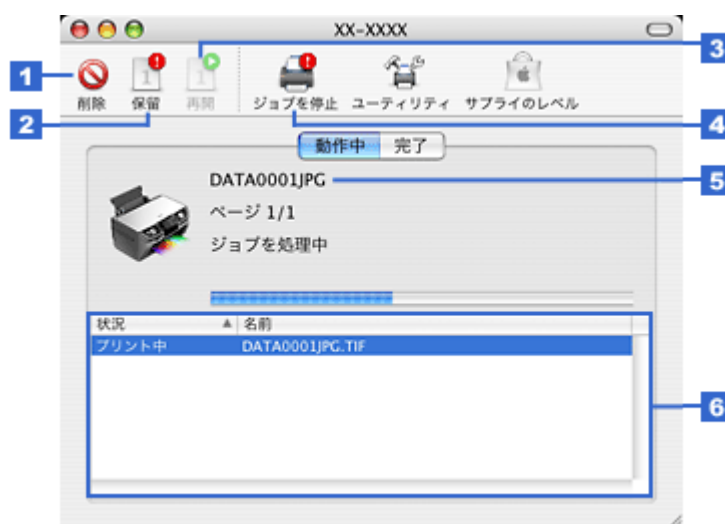 XX-XXXX
1
2
3
4
5
6
削除 保留 再開 ジョブを停止 ユーティリティ サプライのレベル
動作中 完了
DATA0001JPG
ページ 1/1
ジョブを処理中
状況 ▲ 名前
プリント中 DATA0001JPG.TIF